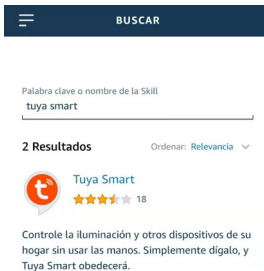 BUSCAR
Palabra clave o nombre de la Skill
tuya smart
2 Resultados
Ordenar: Relevancia
Tuya Smart
18
Controle la iluminación y otros dispositivos de su
hogar sin usar las manos. Simplemente dígalo, y
Tuya Smart obedecerá.